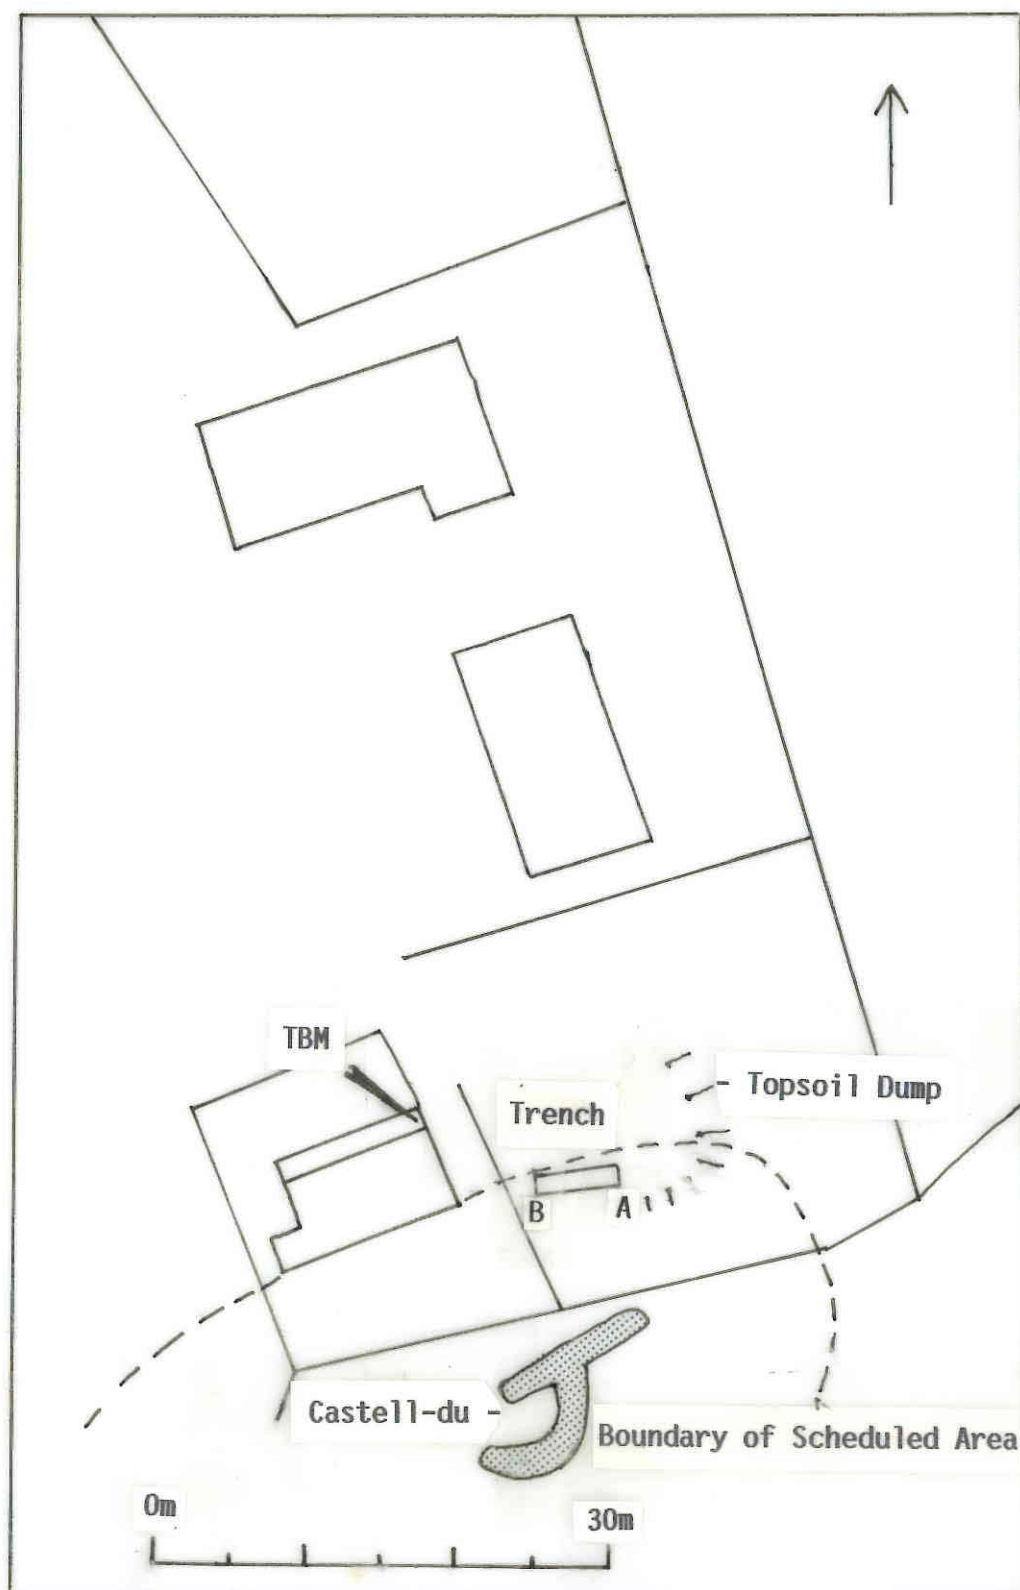 TBM
- Topsoil Dump
Trench
B
A
Castell-du -
Boundary of Scheduled Area
0m
30m